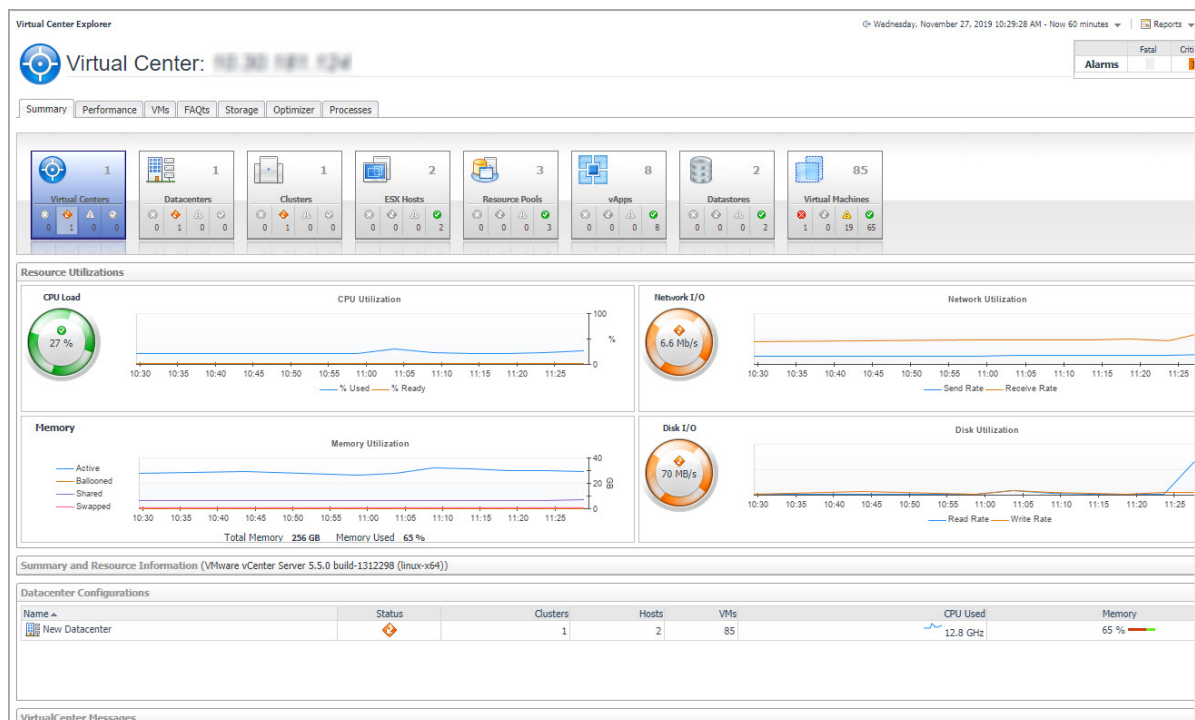 Virtual Center Explorer
Wednesday, November 27, 2019 10:29:28 AM - Now 60 minutes | Reports
Virtual Center:
Fatal Criti
Alarms 1
Summary Performance VMs FAQts Storage Optimizer Processes
1 1 1 2 3 8 2 85
Virtual Centers Datacenters Clusters ESX Hosts Resource Pools vApps Datastores Virtual Machines
0 1 0 0 0 1 0 0 0 1 0 0 0 0 0 2 0 0 0 3 0 0 0 8 0 0 0 2 1 0 19 65
Resource Utilizations
CPU Load
27 %
CPU Utilization
100
%
0
10:30 10:35 10:40 10:45 10:50 10:55 11:00 11:05 11:10 11:15 11:20 11:25
% Used % Ready
Network I/O
6.6 Mb/s
Network Utilization
10:30 10:35 10:40 10:45 10:50 10:55 11:00 11:05 11:10 11:15 11:20 11:25
Send Rate Receive Rate
Memory
Memory Utilization
Active
Ballooned
Shared
Swapped
40
20
GB
0
10:30 10:35 10:40 10:45 10:50 10:55 11:00 11:05 11:10 11:15 11:20 11:25
Total Memory 256 GB Memory Used 65 %
Disk I/O
70 MB/s
Disk Utilization
10:30 10:35 10:40 10:45 10:50 10:55 11:00 11:05 11:10 11:15 11:20 11:25
Read Rate Write Rate
Summary and Resource Information (VMware vCenter Server 5.5.0 build-1312298 (linux-x64))
Datacenter Configurations
Name Status Clusters Hosts VMs CPU Used Memory
New Datacenter 1 2 85 12.8 GHz 65 %
VirtualCenter Messages